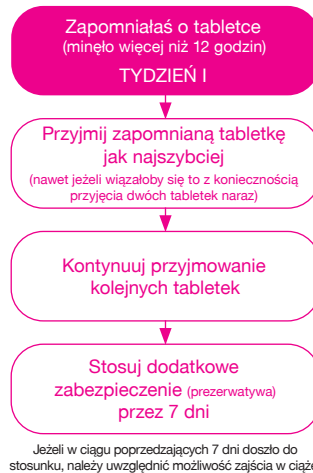 Zapomniałaś o tabletce
(minęło więcej niż 12 godzin)
TYDZIEŃ I
Przyjmij zapomnianą tabletkę
jak najszybciej
(nawet jeżeli wiązałoby się to z koniecznością
przyjęcia dwóch tabletek naraz)
Kontynuuj przyjmowanie
kolejnych tabletek
Stosuj dodatkowe
zabezpieczenie (prezerwatywa)
przez 7 dni
Jeżeli w ciągu poprzedzających 7 dni doszło do
stosunku, należy uwzględnić możliwość zajścia w ciążę